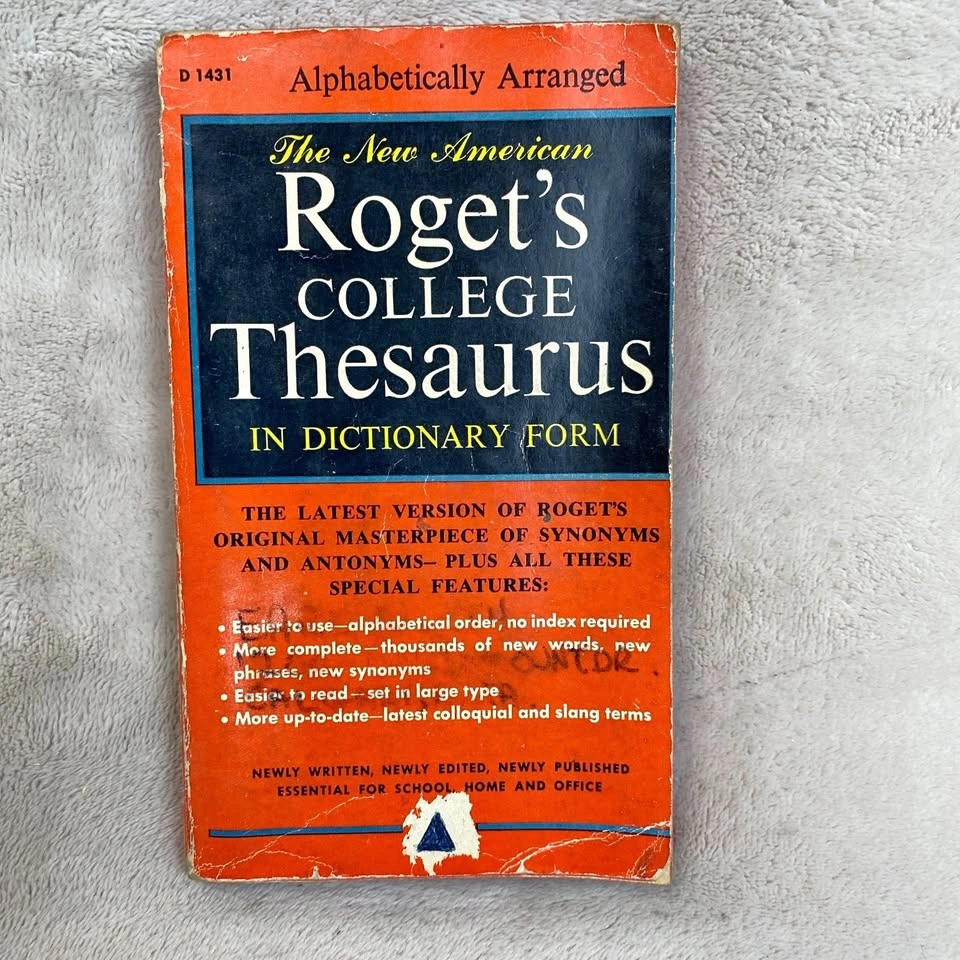 D 1431 Alphabetically Arranged
The New American
Roget's
COLLEGE
Thesaurus
IN DICTIONARY FORM
THE LATEST VERSION OF ROGET'S
ORIGINAL MASTERPIECE OF SYNONYMS
AND ANTONYMS— PLUS ALL THESE
SPECIAL FEATURES:
• Easier to use—alphabetical order, no index required
• More complete—thousands of new words, new
phrases, new synonyms
• Easier to read—set in large type
• More up-to-date—latest colloquial and slang terms
NEWLY WRITTEN, NEWLY EDITED, NEWLY PUBLISHED
ESSENTIAL FOR SCHOOL, HOME AND OFFICE